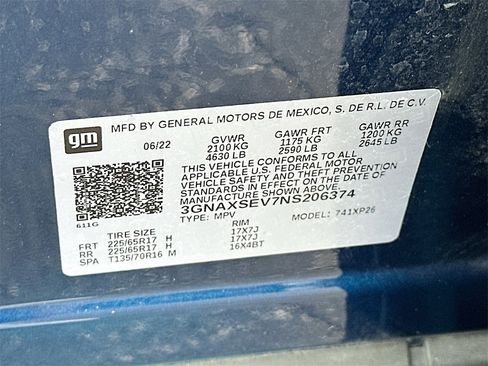 gm
MFD BY GENERAL MOTORS DE MEXICO, S. DE R.L. DE C.V.
06/22 GVWR GAWR FRT GAWR RR
2100 KG 1175 KG 1200 KG
4630 LB 2590 LB 2645 LB
THIS VEHICLE CONFORMS TO ALL
APPLICABLE U.S. FEDERAL MOTOR
VEHICLE SAFETY AND THEFT PREVENTION
STANDARDS IN EFFECT ON THE DATE OF
MANUFACTURE SHOWN ABOVE.
3GNAXSEV7NS206374
611G TYPE: MPV MODEL: 741XP26
TIRE SIZE RIM
FRT 225/65R17 H 17X7J
RR 225/65R17 H 17X7J
SPA T135/70R16 M 16X4BT